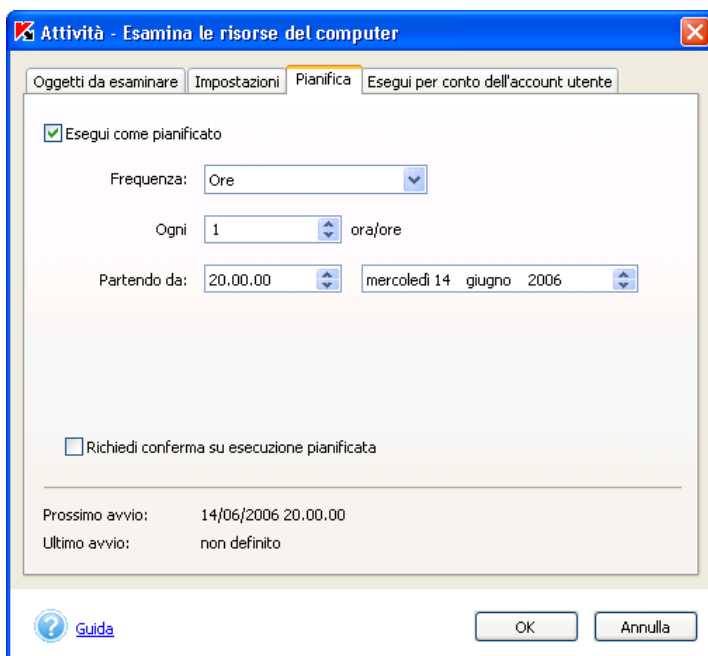 Attività - Esamina le risorse del computer
Oggetti da esaminare Impostazioni Pianifica Esegui per conto dell'account utente
Esegui come pianificato
Frequenza: Ore
Ogni 1 ora/ore
Partendo da: 20.00.00 mercoledì 14 giugno 2006
Richiedi conferma su esecuzione pianificata
Prossimo avvio: 14/06/2006 20.00.00
Ultimo avvio: non definito
? Guida OK Annulla